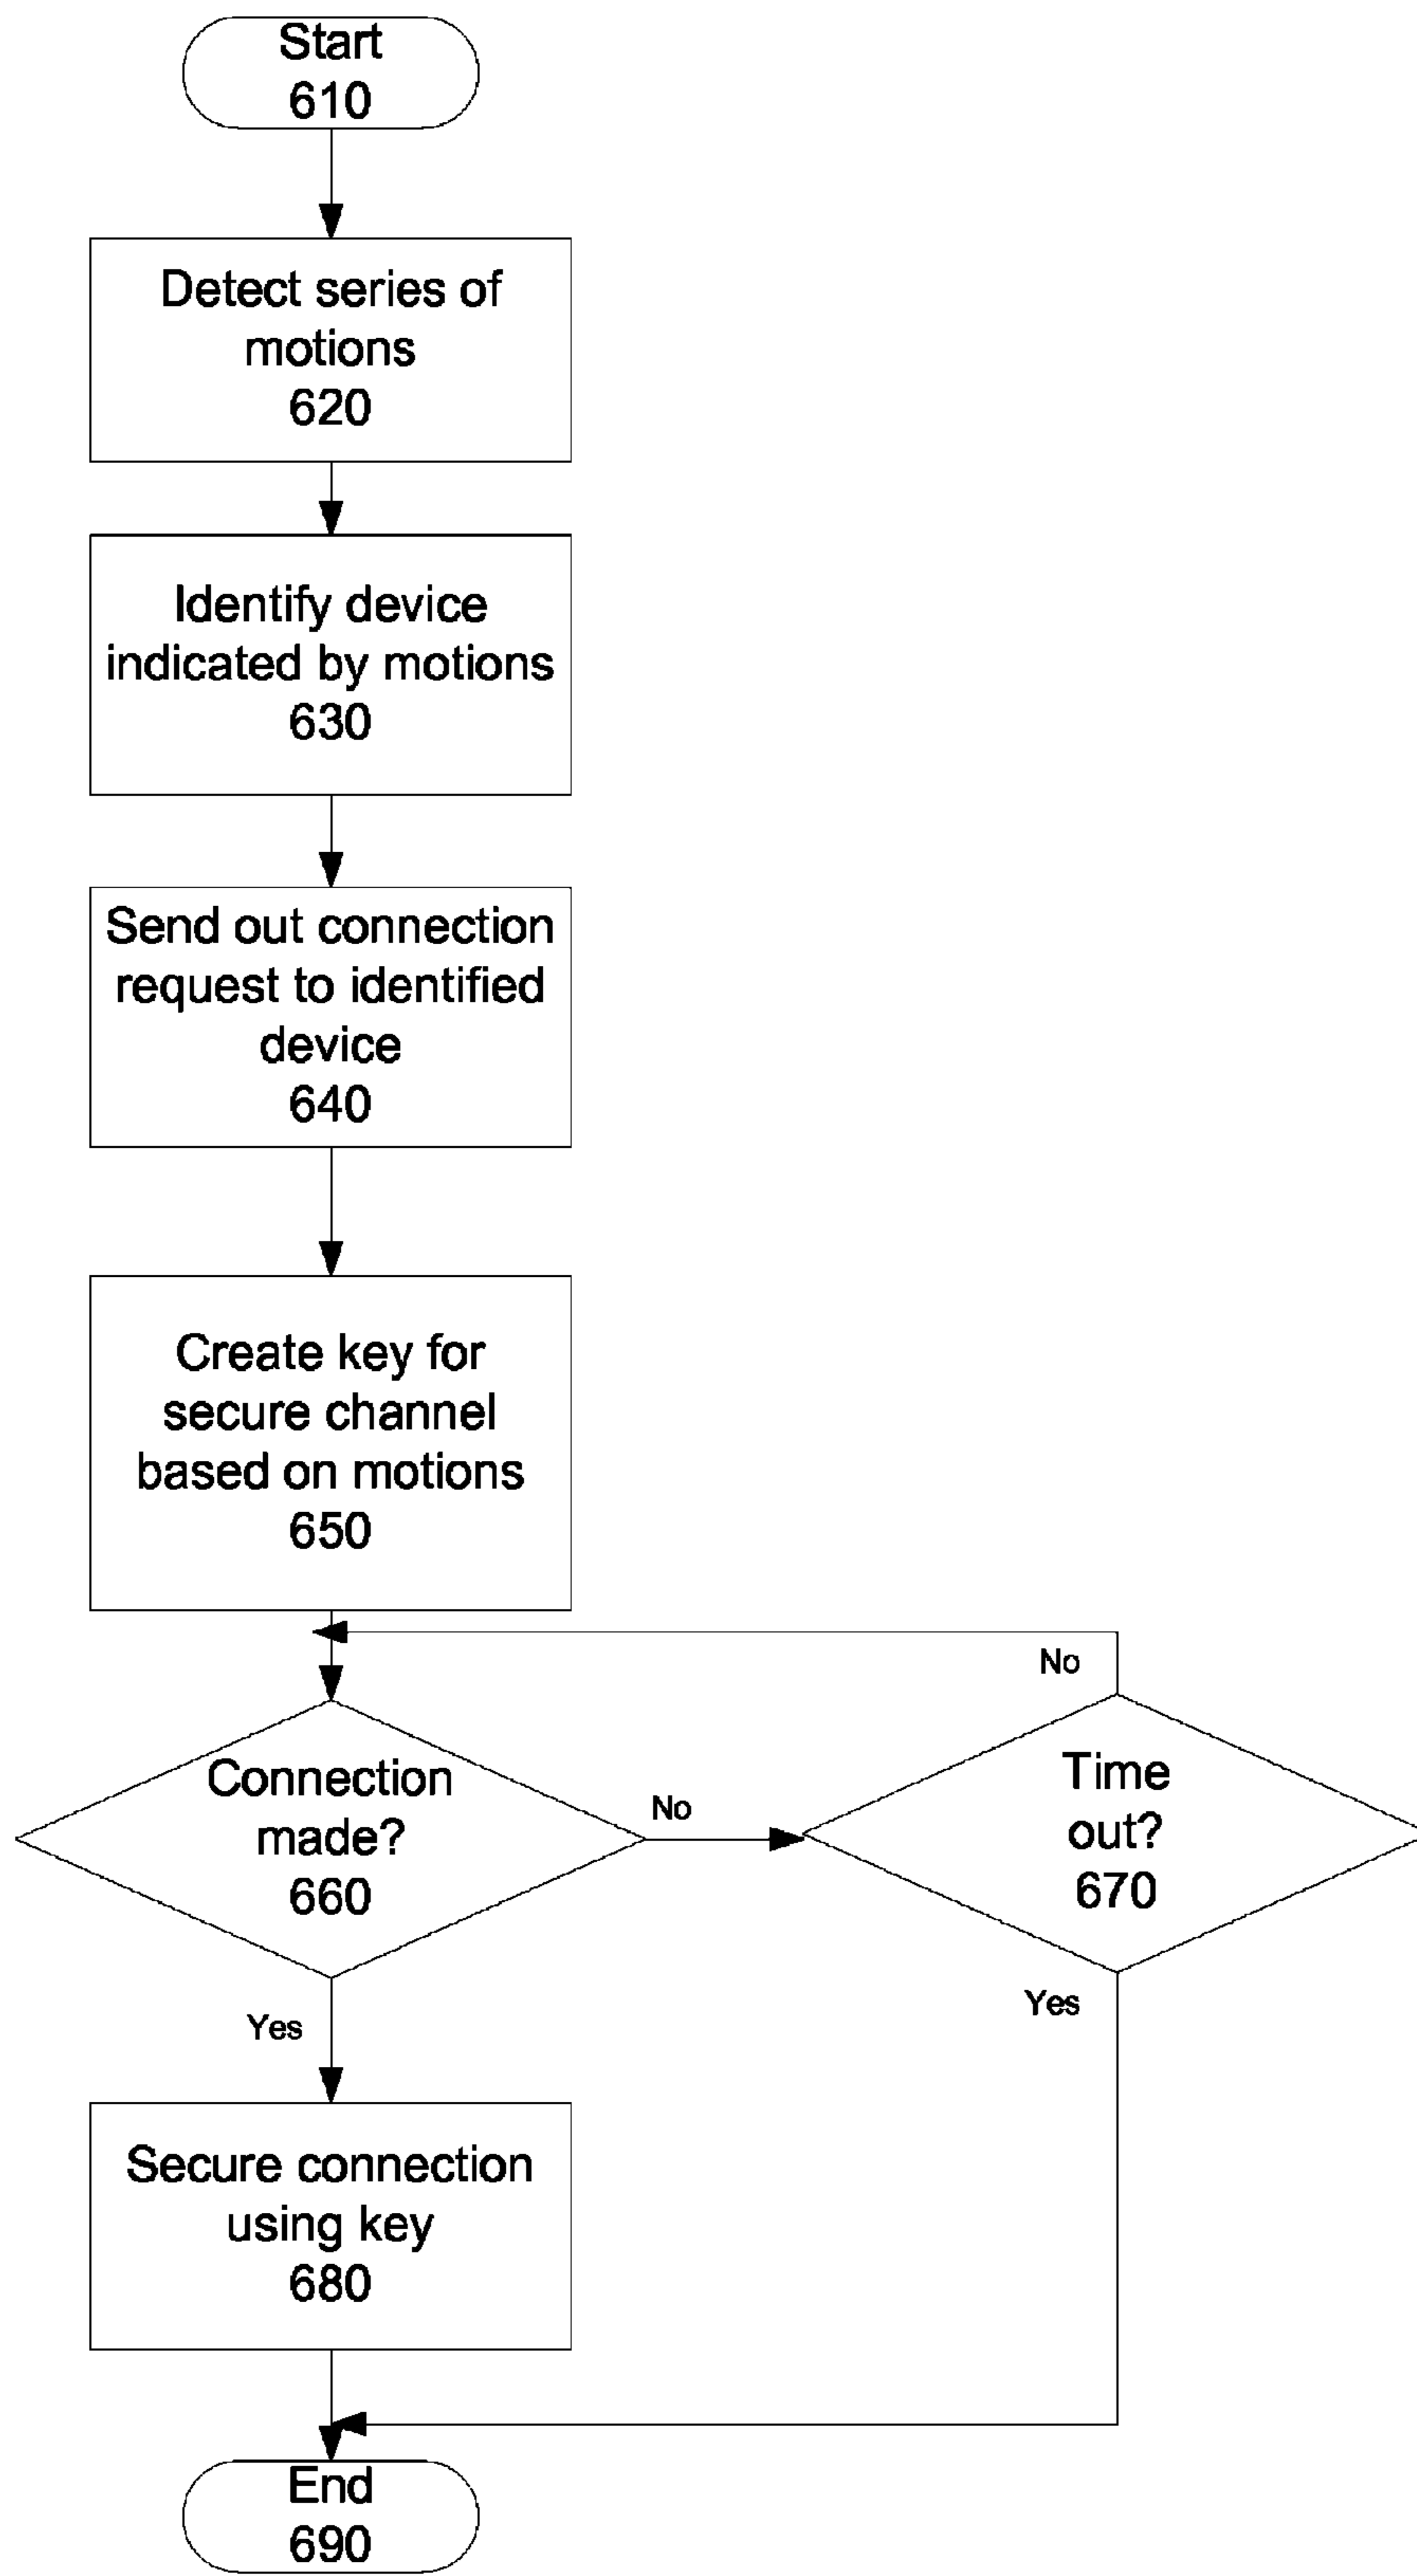 Start
610
Detect series of
motions
620
Identify device
indicated by motions
630
Send out connection
request to identified
device
640
Create key for
secure channel
based on motions
650
No
Connection
made?
660
No
Time
out?
670
Yes
Yes
Secure connection
using key
680
End
690